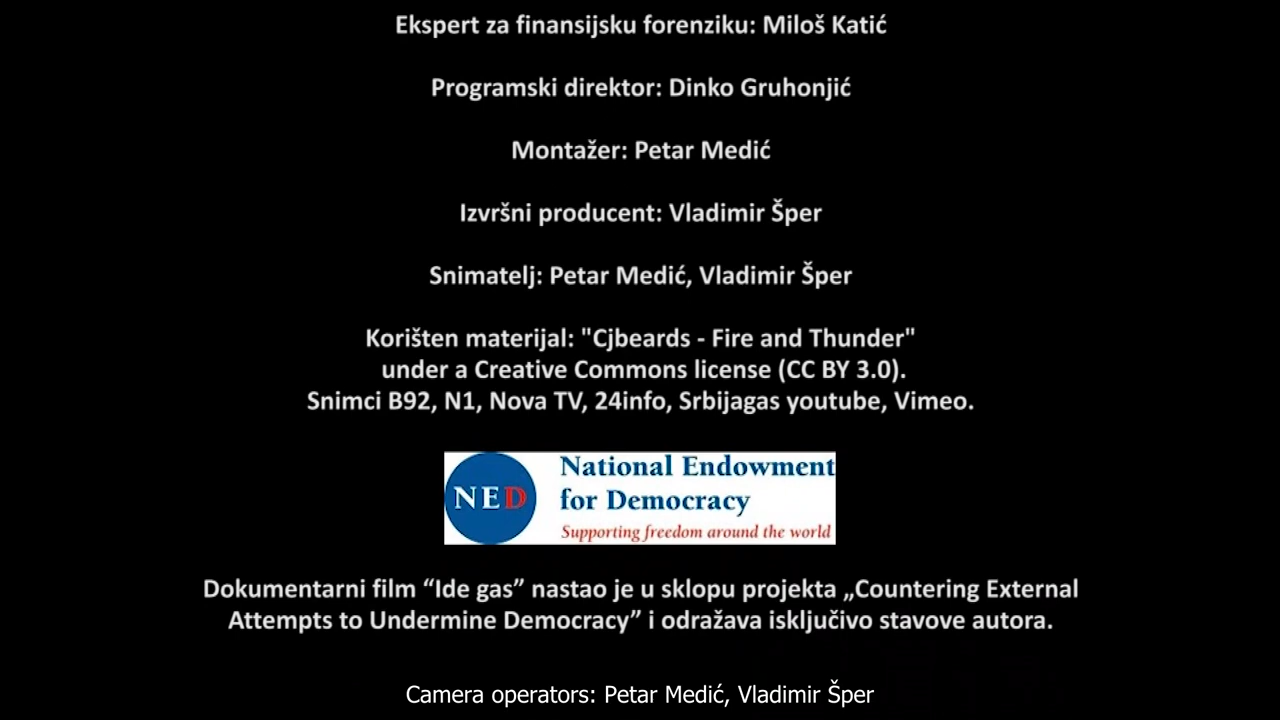 Ekspert za finansijsku forenziku: Miloš Katić
Programski direktor: Dinko Gruhonjić
Montažer: Petar Medić
Izvršni producent: Vladimir Šper
Snimatelj: Petar Medić, Vladimir Šper
Korišten materijal: "Cjbeards - Fire and Thunder"
under a Creative Commons license (CC BY 3.0).
Snimci B92, N1, Nova TV, 24info, Srbijagas youtube, Vimeo.
NED
National Endowment
for Democracy
Supporting freedom around the world
Dokumentarni film “Ide gas” nastao je u sklopu projekta „Countering External
Attempts to Undermine Democracy” i odražava isključivo stavove autora.
Camera operators: Petar Medić, Vladimir Šper